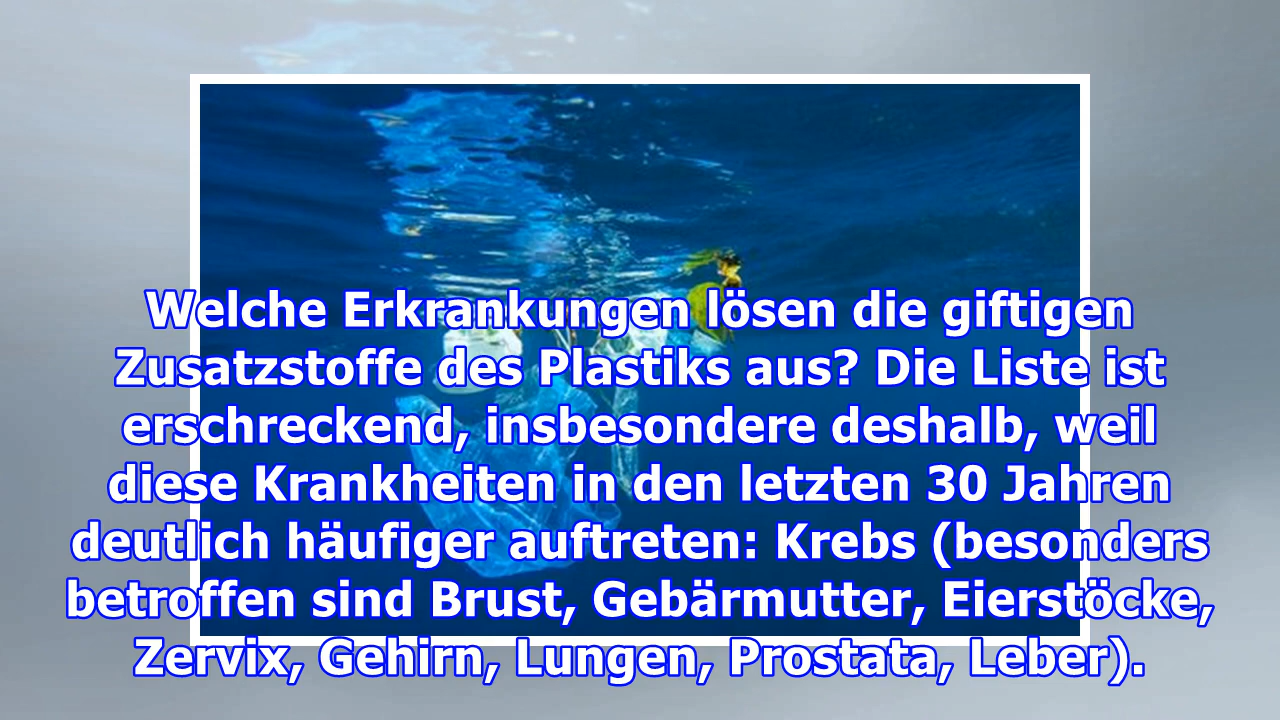 Welche Erkrankungen lösen die giftigen
Zusatzstoffe des Plastiks aus? Die Liste ist
erschreckend, insbesondere deshalb, weil
diese Krankheiten in den letzten 30 Jahren
deutlich häufiger auftreten: Krebs (besonders
betroffen sind Brust, Gebärmutter, Eierstöcke,
Zervix, Gehirn, Lungen, Prostata, Leber).